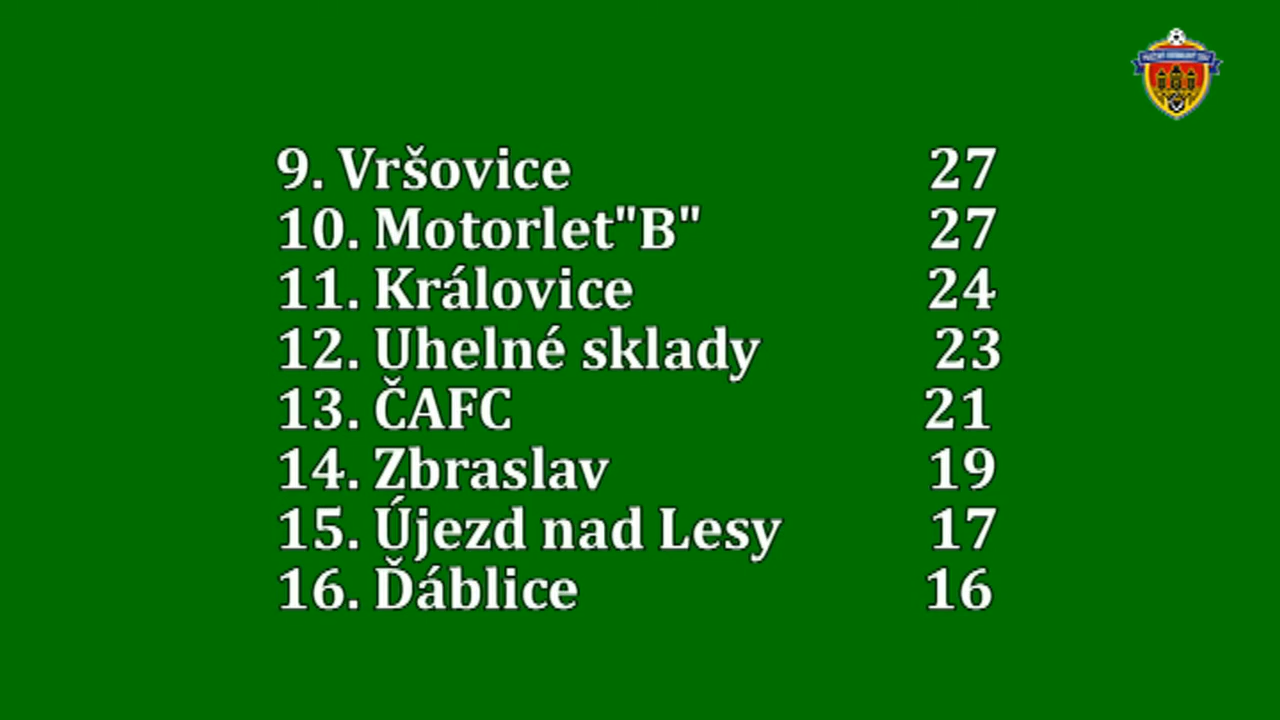 9. Vršovice 27
10. Motorlet"B" 27
11. Královice 24
12. Uhelné sklady 23
13. ČAFC 21
14. Zbraslav 19
15. Újezd nad Lesy 17
16. Ďáblice 16